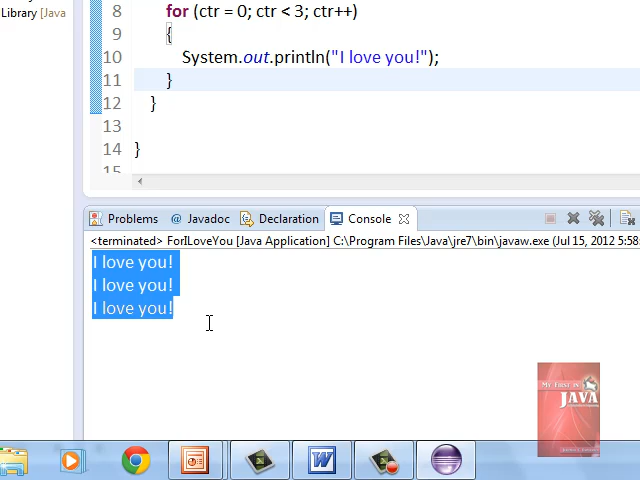 Library [Java
8 for (ctr = 0; ctr < 3; ctr++)
9 {
10 System.out.println("I love you!");
11 }
12 }
13
14 }
15
Problems @ Javadoc Declaration Console
<terminated> ForILoveYou [Java Application] C:\Program Files\Java\jre7\bin\javaw.exe (Jul 15, 2012 5:58:
I love you!
I love you!
I love you!
MY FIRST IN
JAVA